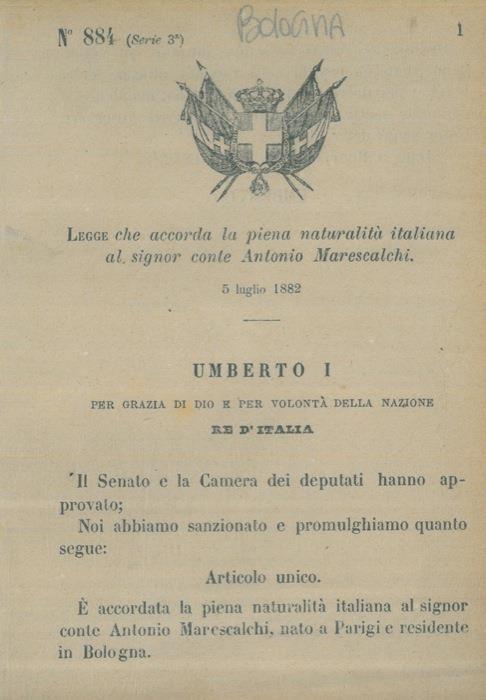 Bologna
N° 884 (Serie 3ª)
1
LEGGE che accorda la piena naturalità italiana
al signor conte Antonio Marescalchi.
5 luglio 1882
UMBERTO I
PER GRAZIA DI DIO E PER VOLONTÀ DELLA NAZIONE
RE D'ITALIA
Il Senato e la Camera dei deputati hanno ap-
provato;
Noi abbiamo sanzionato e promulghiamo quanto
segue:
Articolo unico.
È accordata la piena naturalità italiana al signor
conte Antonio Marescalchi, nato a Parigi e residente
in Bologna.